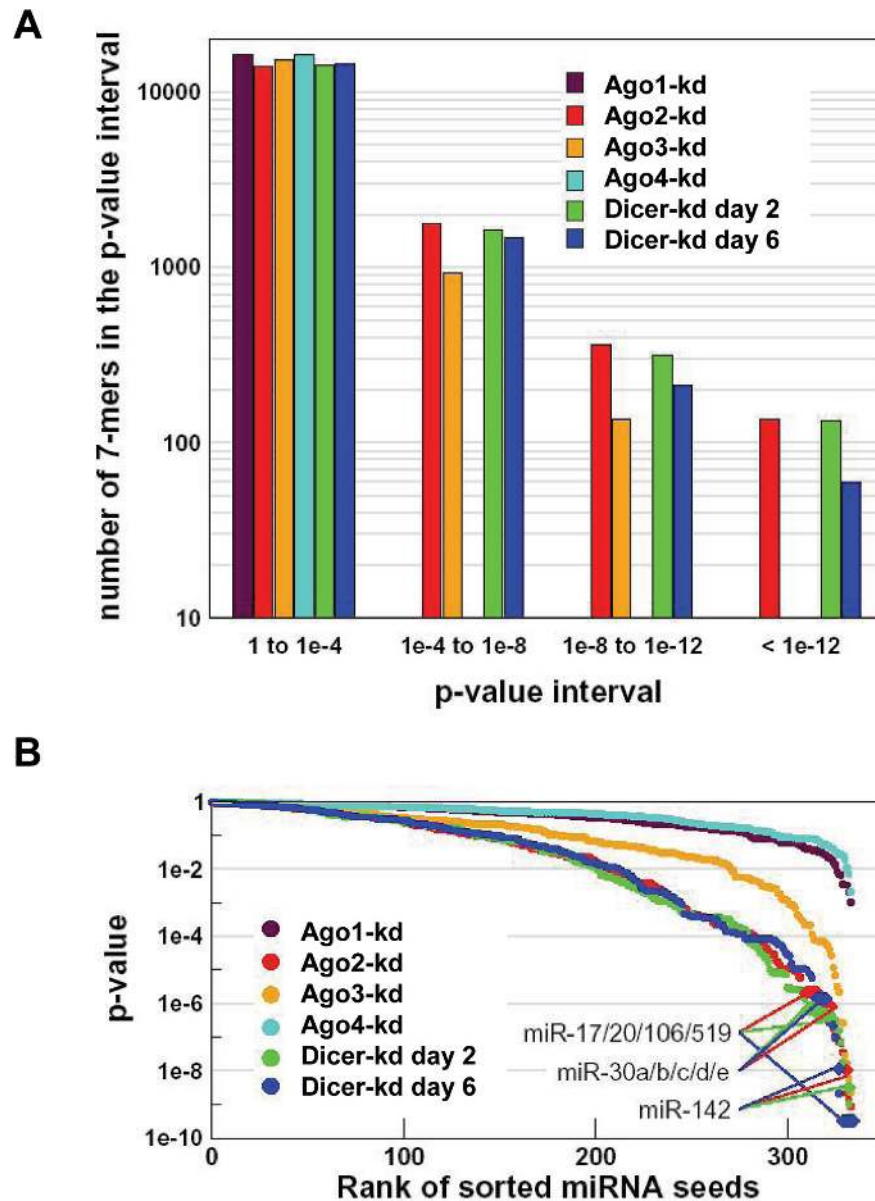 A
number of 7-mers in the p-value interval
10000
1000
100
10
Ago1-kd
Ago2-kd
Ago3-kd
Ago4-kd
Dicer-kd day 2
Dicer-kd day 6
1 to 1e-4
1e-4 to 1e-8
1e-8 to 1e-12
< 1e-12
p-value interval
B
p-value
1
1e-2
1e-4
1e-6
1e-8
1e-10
Ago1-kd
Ago2-kd
Ago3-kd
Ago4-kd
Dicer-kd day 2
Dicer-kd day 6
miR-17/20/106/519
miR-30a/b/c/d/e
miR-142
0
100
200
300
Rank of sorted miRNA seeds